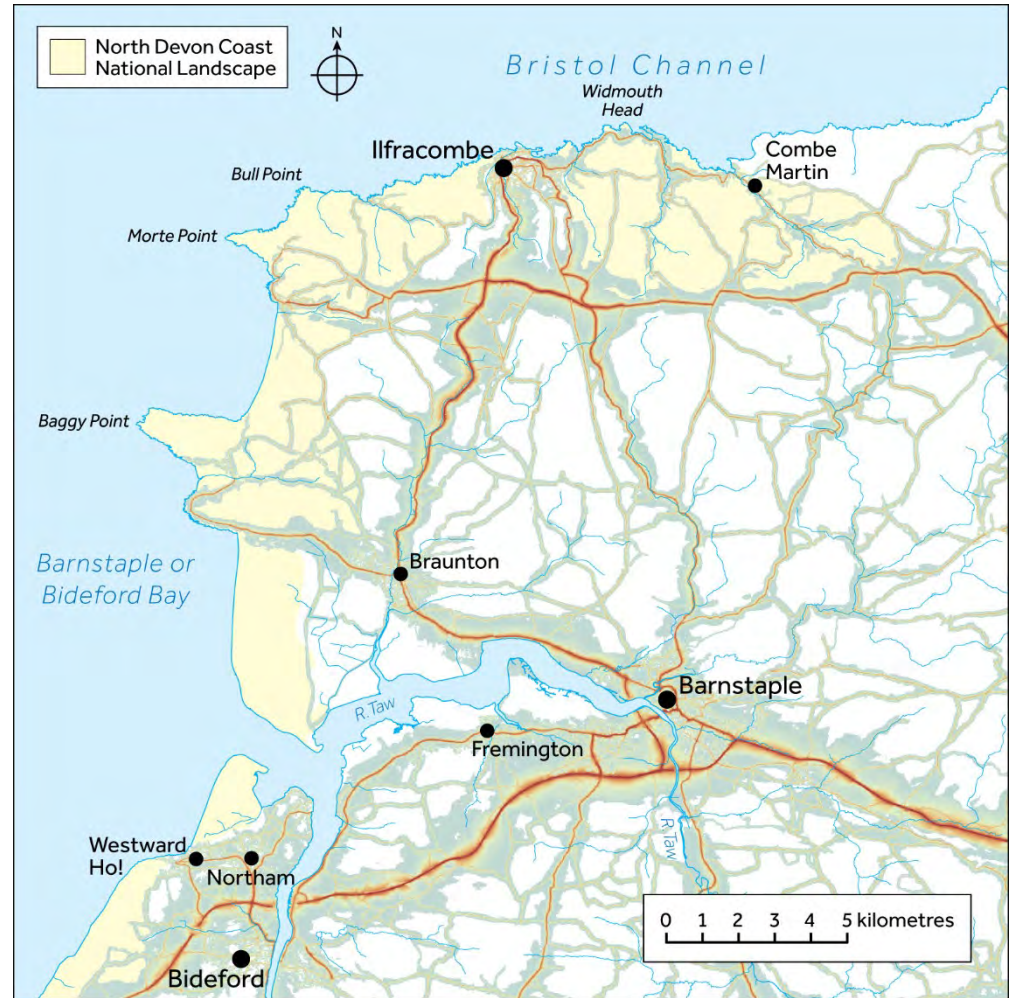 North Devon Coast
National Landscape
N
Bristol Channel
Widmouth
Head
Ilfracombe
Combe
Martin
Bull Point
Morte Point
Baggy Point
Barnstaple or
Bideford Bay
Braunton
R.Taw
Barnstaple
Fremington
R.Taw
Westward
Ho!
Northam
Bideford
0 1 2 3 4 5 kilometres